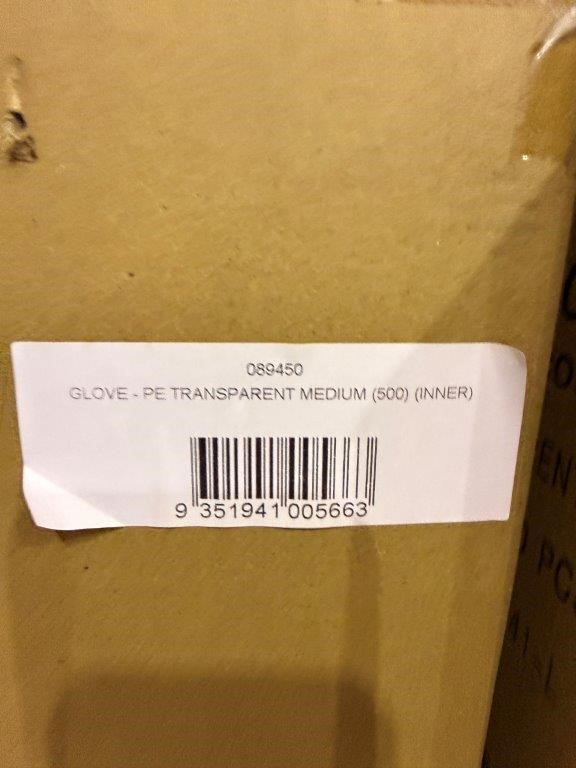 089450
GLOVE - PE TRANSPARENT MEDIUM (500) (INNER)
9 351941 005663